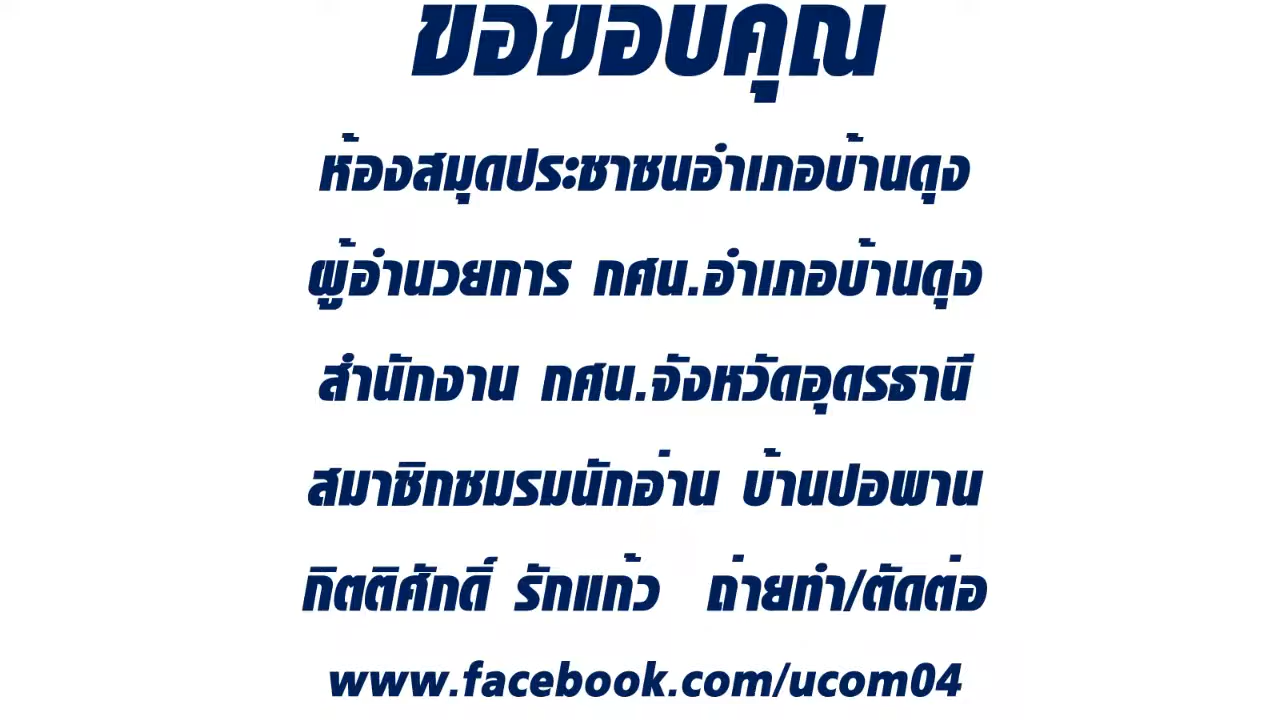 ขอขอบคุณ
ห้องสมุดประชาชนอำเภอบ้านดุง
ผู้อำนวยการ กศน.อำเภอบ้านดุง
สำนักงาน กศน.จังหวัดอุดรธานี
สมาชิกชมรมนักอ่าน บ้านปอพาน
กิตติศักดิ์ รักแก้ว ถ่ายทำ/ตัดต่อ
www.facebook.com/ucom04